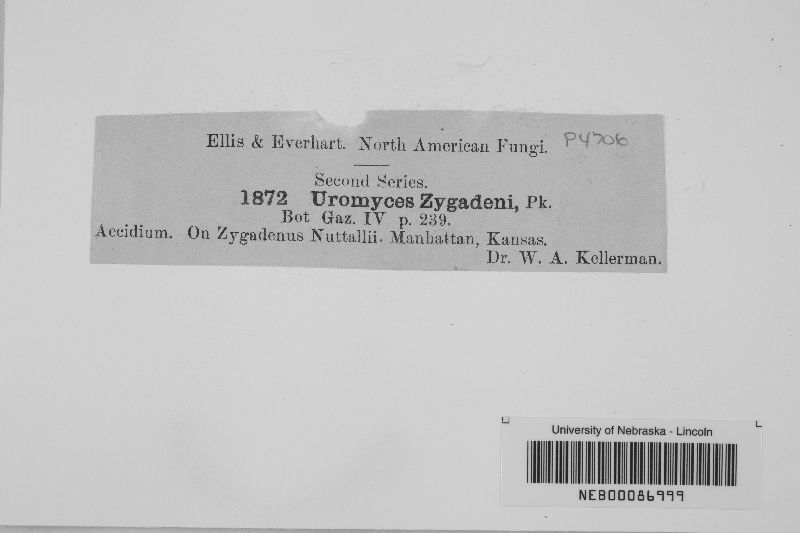 Ellis & Everhart. North American Fungi. P4706
Second Series.
1872 Uromyces Zygadeni, Pk.
Bot Gaz. IV p. 239.
Aecidium. On Zygadenus Nuttallii. Manhattan, Kansas.
Dr. W. A. Kellerman.
University of Nebraska - Lincoln
NEB00086999